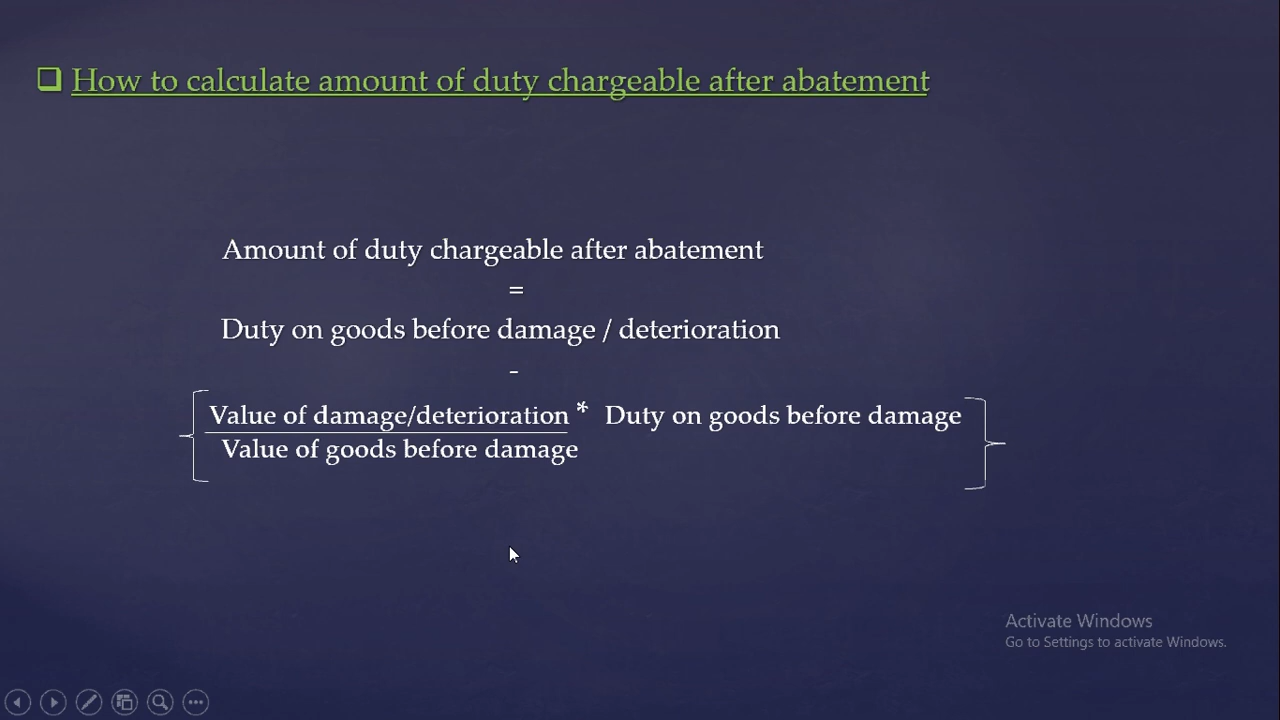 How to calculate amount of duty chargeable after abatement
Amount of duty chargeable after abatement
=
Duty on goods before damage / deterioration
-
Value of damage/deterioration * Duty on goods before damage
Value of goods before damage
Activate Windows
Go to Settings to activate Windows.